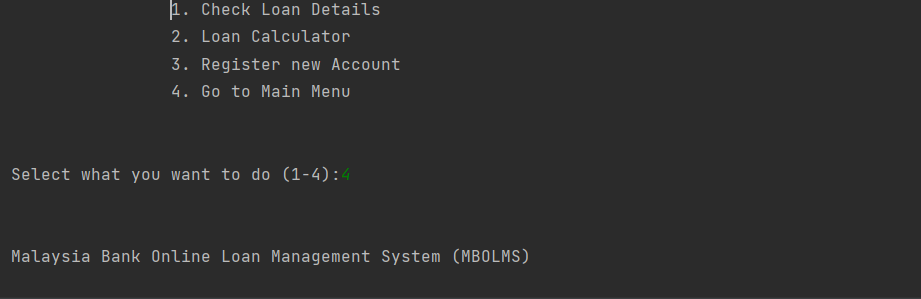 1. Check Loan Details
2. Loan Calculator
3. Register new Account
4. Go to Main Menu
Select what you want to do (1-4):4
Malaysia Bank Online Loan Management System (MBOLMS)